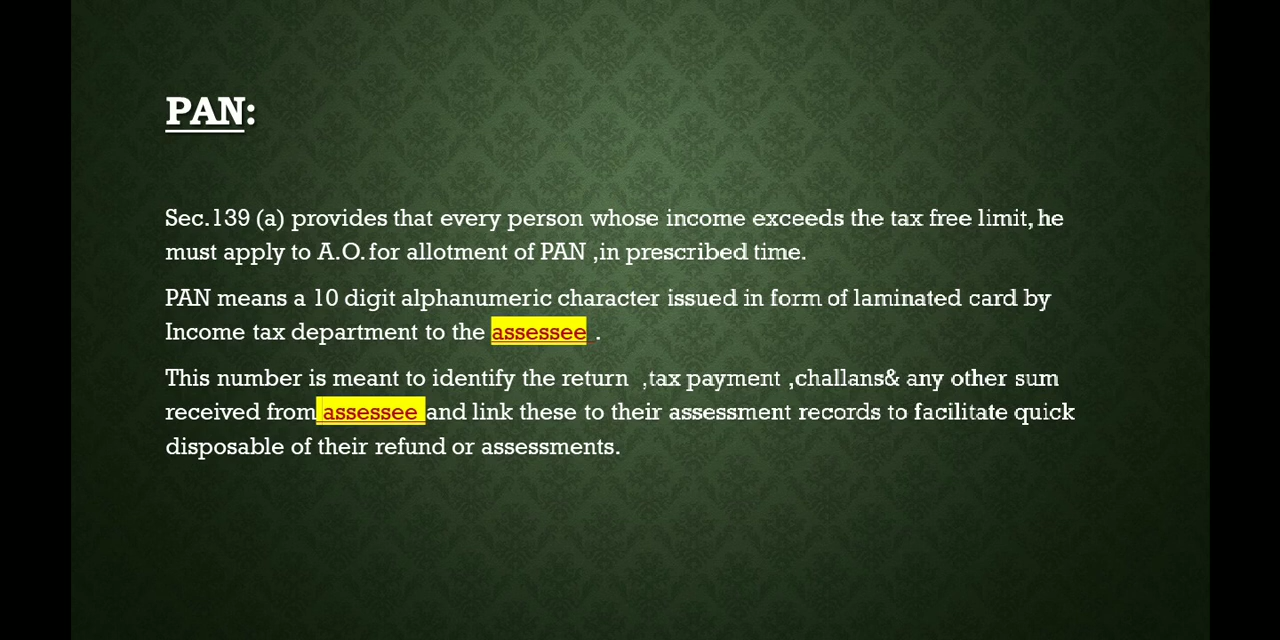 PAN:
Sec.139 (a) provides that every person whose income exceeds the tax free limit, he
must apply to A.O. for allotment of PAN ,in prescribed time.
PAN means a 10 digit alphanumeric character issued in form of laminated card by
Income tax department to the assessee .
This number is meant to identify the return ,tax payment ,challans& any other sum
received from assessee and link these to their assessment records to facilitate quick
disposable of their refund or assessments.